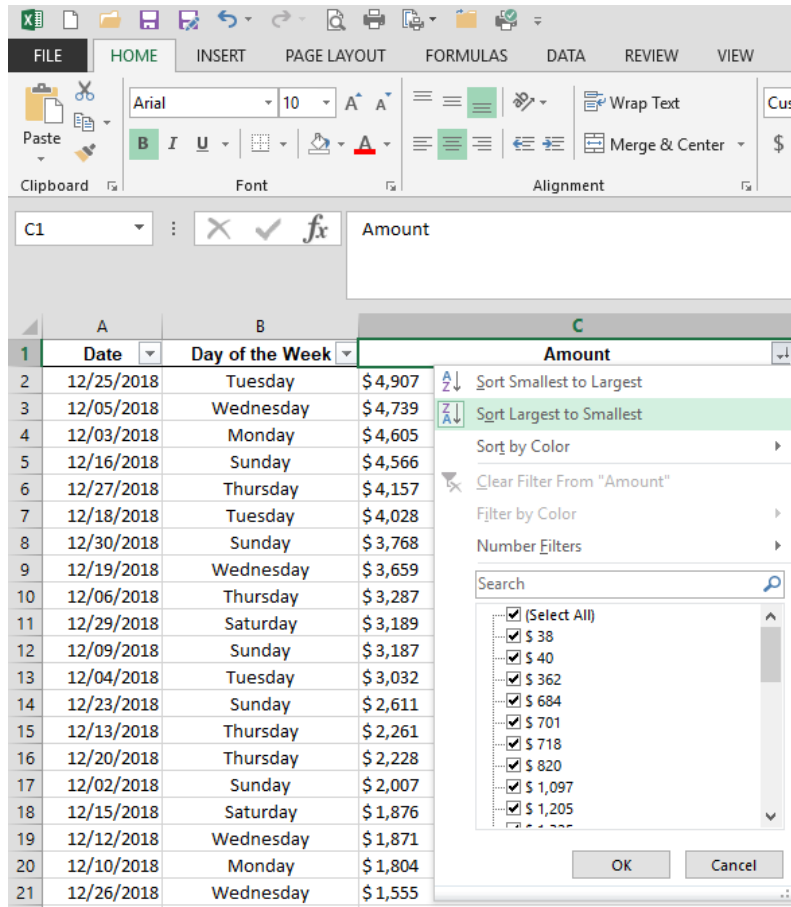 FILE HOME INSERT PAGE LAYOUT FORMULAS DATA REVIEW VIEW
Arial 10 Wrap Text Cus
Paste B I U A Merge & Center $
Clipboard Font Alignment
C1 fx Amount
A B C
1 Date Day of the Week Amount
2 12/25/2018 Tuesday $ 4,907
3 12/05/2018 Wednesday $ 4,739
4 12/03/2018 Monday $ 4,605
5 12/16/2018 Sunday $ 4,566
6 12/27/2018 Thursday $ 4,157
7 12/18/2018 Tuesday $ 4,028
8 12/30/2018 Sunday $ 3,768
9 12/19/2018 Wednesday $ 3,659
10 12/06/2018 Thursday $ 3,287
11 12/29/2018 Saturday $ 3,189
12 12/09/2018 Sunday $ 3,187
13 12/04/2018 Tuesday $ 3,032
14 12/23/2018 Sunday $ 2,611
15 12/13/2018 Thursday $ 2,261
16 12/20/2018 Thursday $ 2,228
17 12/02/2018 Sunday $ 2,007
18 12/15/2018 Saturday $ 1,876
19 12/12/2018 Wednesday $ 1,871
20 12/10/2018 Monday $ 1,804
21 12/26/2018 Wednesday $ 1,555
Sort Smallest to Largest
Sort Largest to Smallest
Sort by Color
Clear Filter From "Amount"
Filter by Color
Number Filters
Search
(Select All)
$ 38
$ 40
$ 362
$ 684
$ 701
$ 718
$ 820
$ 1,097
$ 1,205
OK Cancel